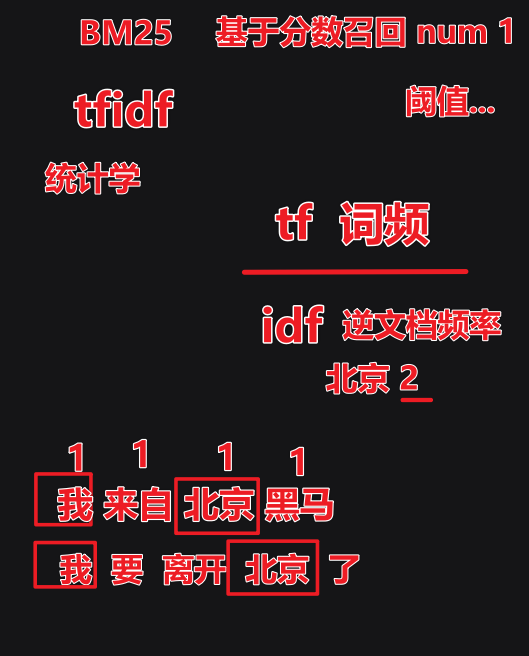 BM25 基于分数召回 num 1
tfidf
阈值...
统计学
tf 词频
idf 逆文档频率
北京 2
1 1 1 1
我 来自 北京 黑马
我 要 离开 北京 了